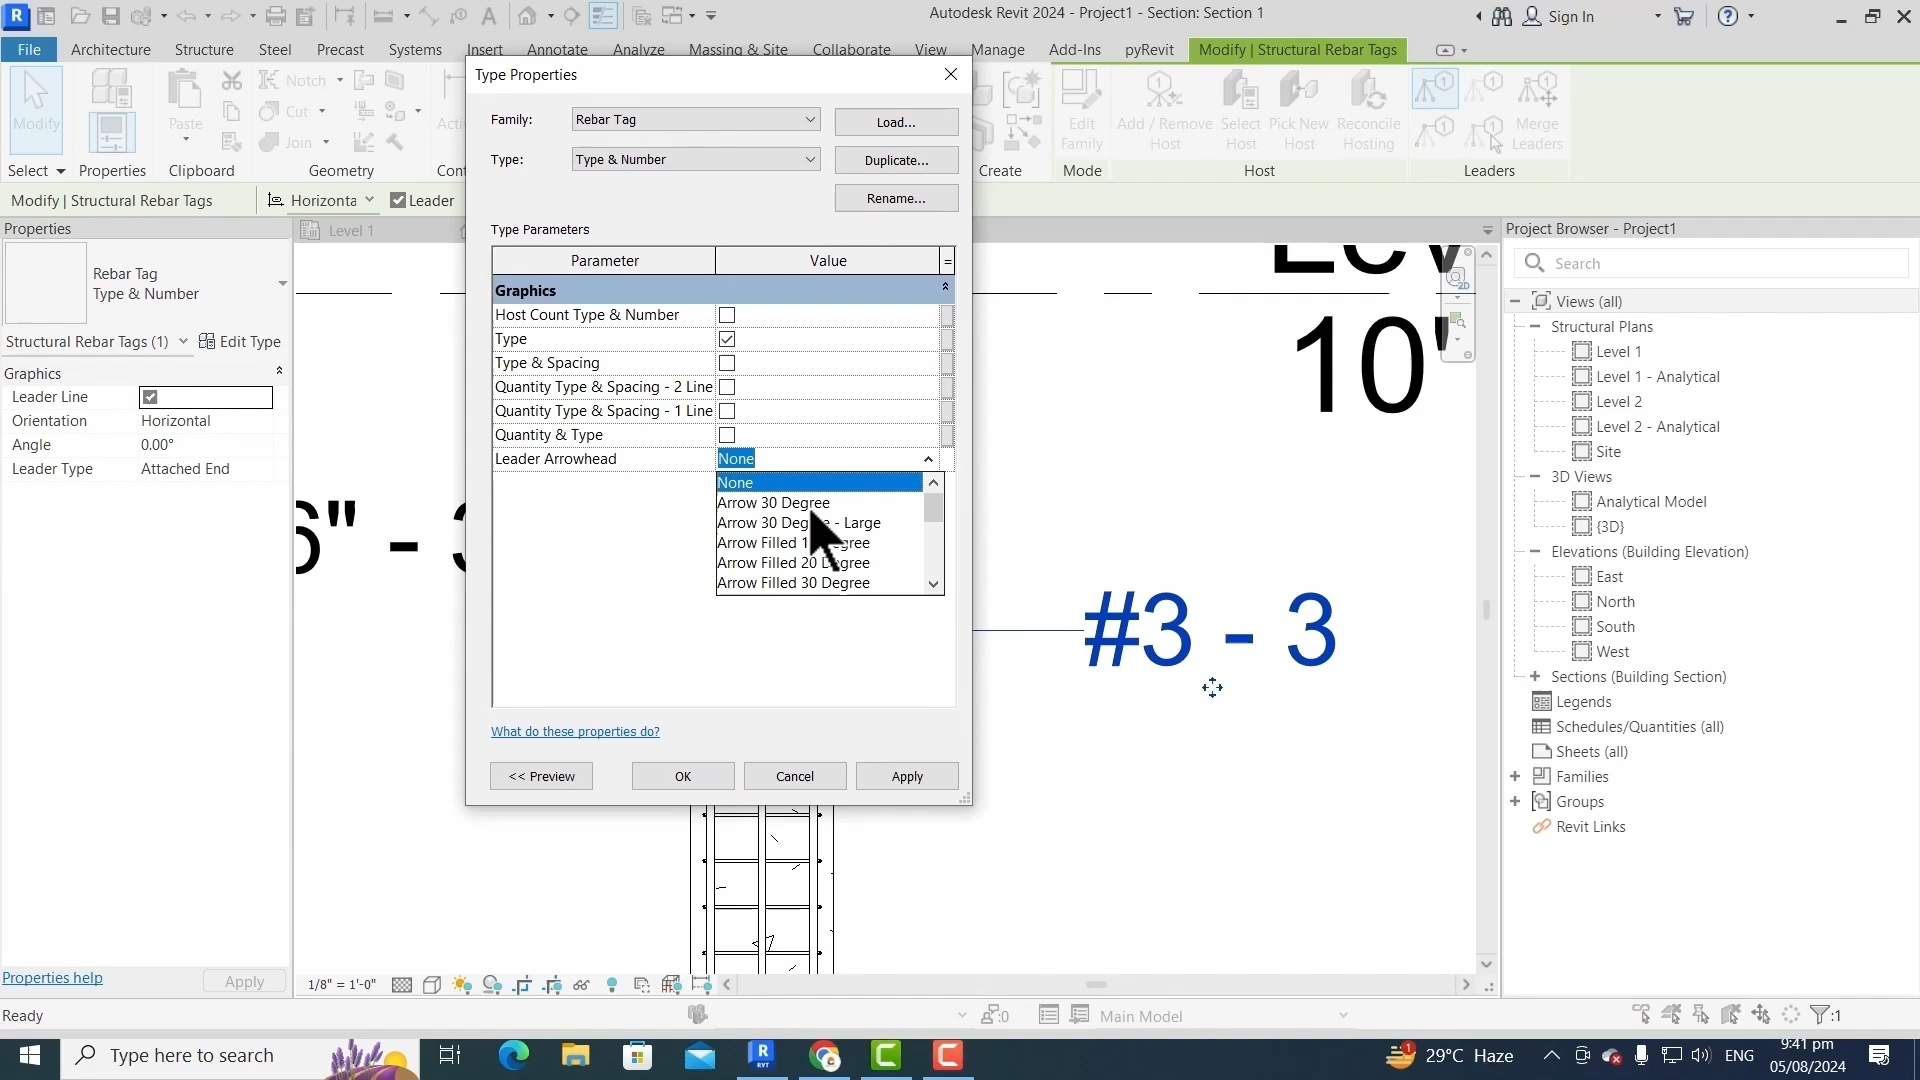 Autodesk Revit 2024 - Project1 - Section: Section 1
Sign In
File
Architecture
Structure
Steel
Precast
Systems
Insert
Annotate
Analyze
Massing & Site
Collaborate
View
Manage
Add-Ins
pyRevit
Modify | Structural Rebar Tags
Modify
Paste
Notch
Cut
Join
Create
Edit Family
Add / Remove Host
Select Host
Pick New Host
Reconcile Hosting
Merge Leaders
Select
Properties
Clipboard
Geometry
Mode
Host
Leaders
Modify | Structural Rebar Tags
Horizonta
Leader
Properties
Rebar Tag
Type & Number
Structural Rebar Tags (1)
Edit Type
Graphics
Leader Line
Orientation Horizontal
Angle 0.00°
Leader Type Attached End
Properties help
Apply
Level 1
Type Properties
Family: Rebar Tag
Load...
Type: Type & Number
Duplicate...
Rename...
Type Parameters
Parameter Value =
Graphics
Host Count Type & Number
Type
Type & Spacing
Quantity Type & Spacing - 2 Line
Quantity Type & Spacing - 1 Line
Quantity & Type
Leader Arrowhead None
None
Arrow 30 Degree
Arrow 30 Degree - Large
Arrow Filled
Arrow Filled 20 Degree
Arrow Filled 30 Degree
What do these properties do?
<< Preview
OK
Cancel
Apply
10'
6" - 3
#3 - 3
2D
Project Browser - Project1
Search
Views (all)
Structural Plans
Level 1
Level 1 - Analytical
Level 2
Level 2 - Analytical
Site
3D Views
Analytical Model
{3D}
Elevations (Building Elevation)
East
North
South
West
Sections (Building Section)
Legends
Schedules/Quantities (all)
Sheets (all)
Families
Groups
Revit Links
1/8" = 1'-0"
Ready
:0
Main Model
:1
Type here to search
29°C Haze
ENG
9:41 pm
05/08/2024